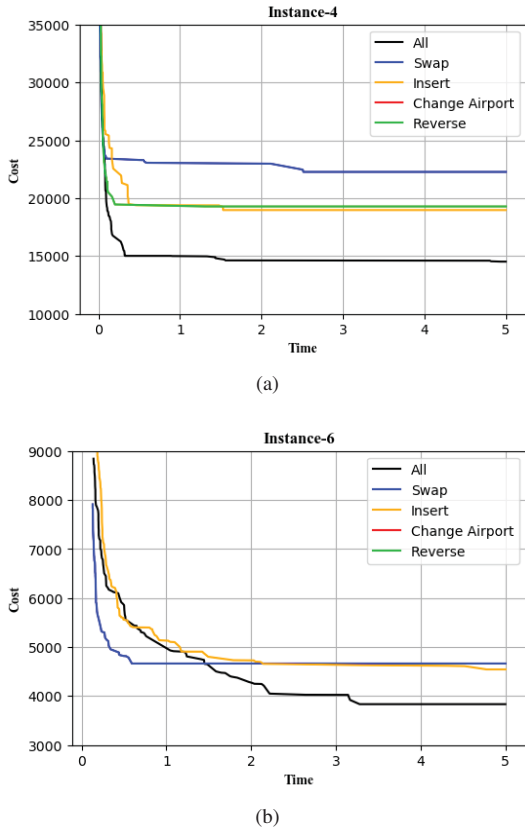 Instance-4
35000
30000
25000
20000
15000
10000
Cost
All
Swap
Insert
Change Airport
Reverse
0 1 2 3 4 5
Time
(a)
Instance-6
9000
8000
7000
6000
5000
4000
3000
Cost
All
Swap
Insert
Change Airport
Reverse
0 1 2 3 4 5
Time
(b)